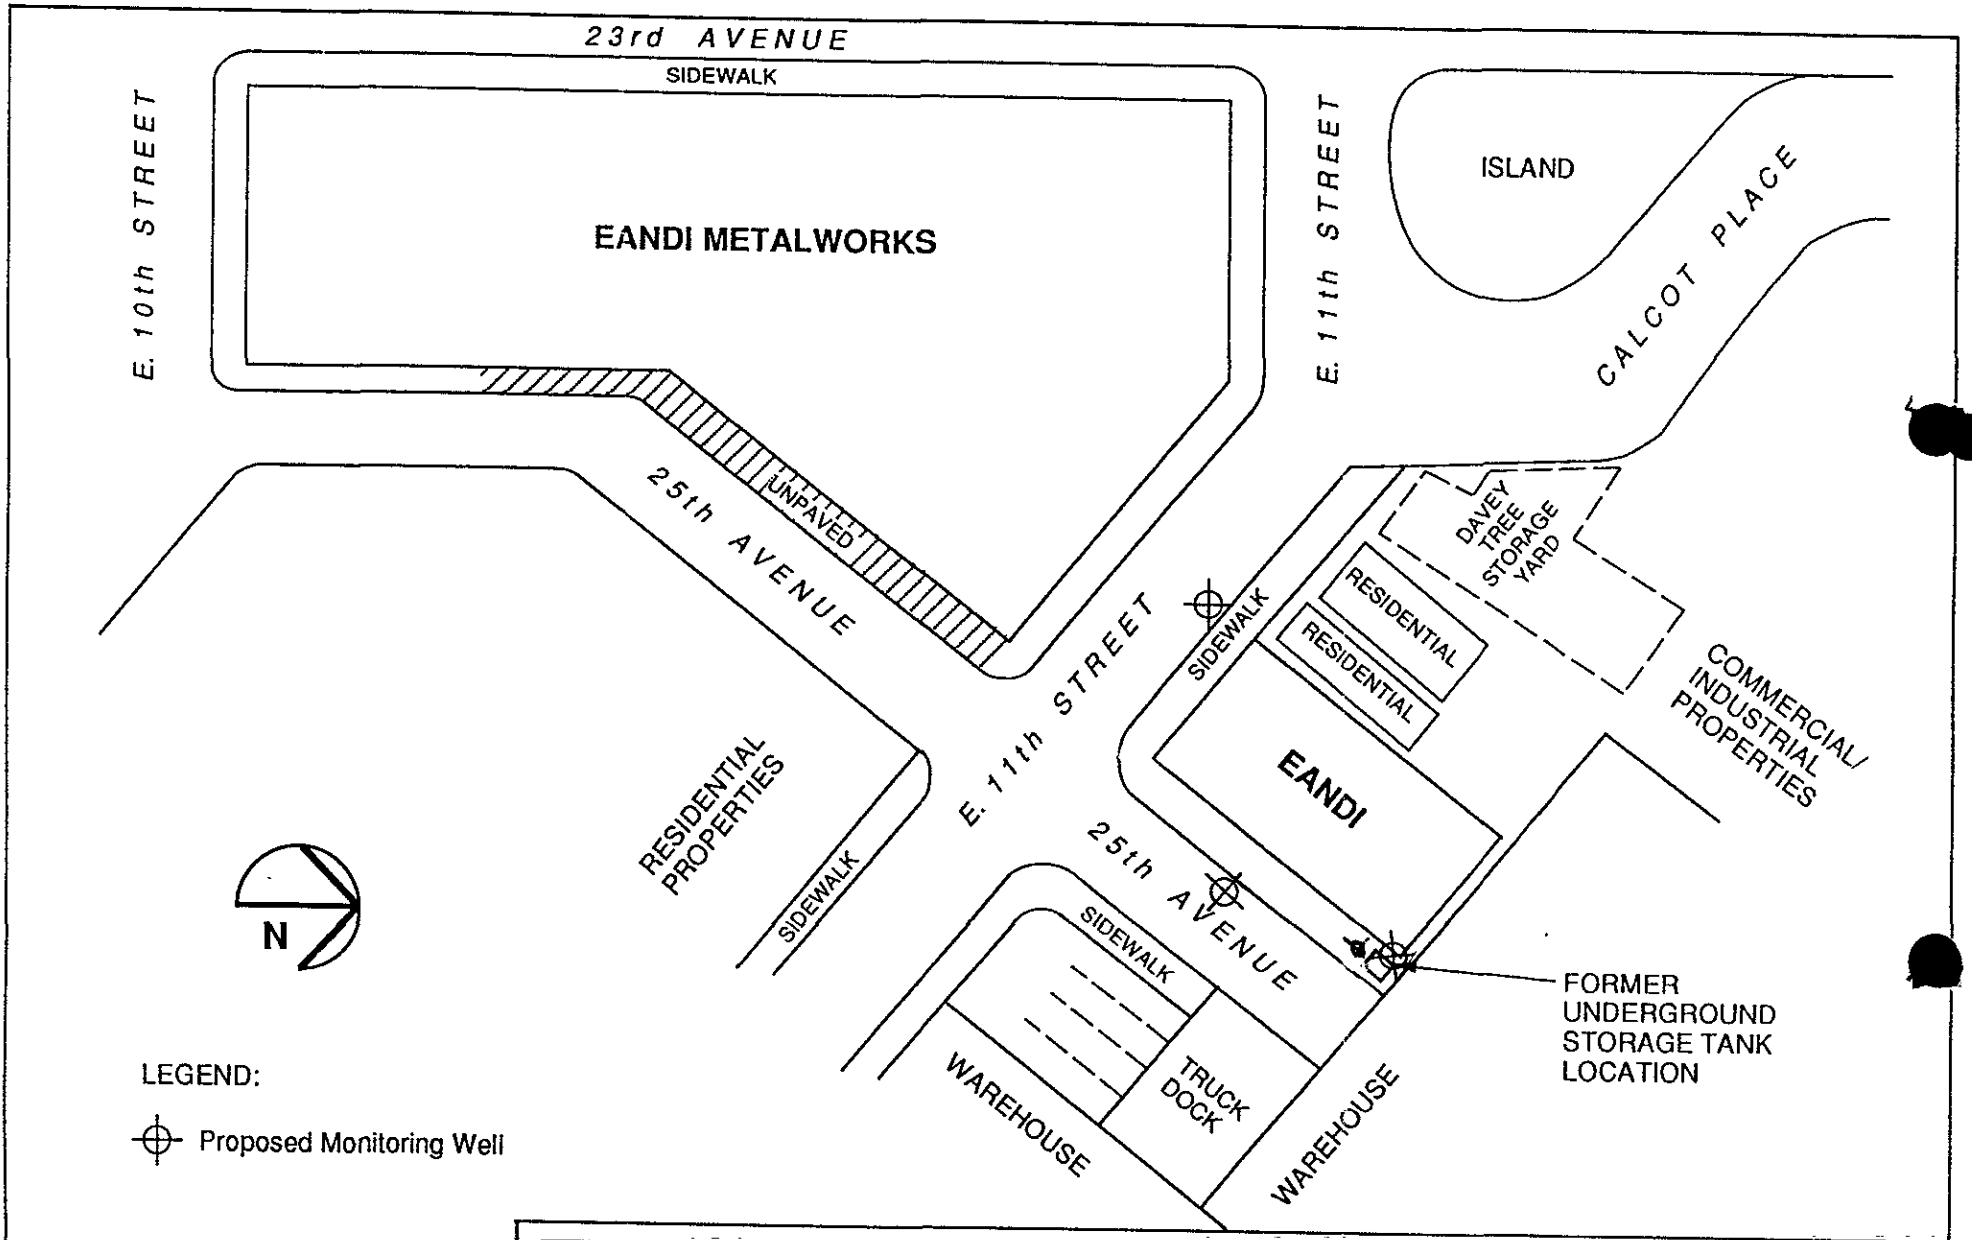 23rd AVENUE
SIDEWALK
E. 10th STREET
EANDI METALWORKS
E. 11th STREET
ISLAND
CALCOT PLACE
25th AVENUE
UNPAVED
DAVEY
TREE
STORAGE
YARD
RESIDENTIAL
RESIDENTIAL
SIDEWALK
E. 11th STREET
COMMERCIAL/
INDUSTRIAL
PROPERTIES
RESIDENTIAL
PROPERTIES
SIDEWALK
EANDI
25th AVENUE
SIDEWALK
N
FORMER
UNDERGROUND
STORAGE TANK
LOCATION
WAREHOUSE
TRUCK
DOCK
WAREHOUSE
LEGEND:
Proposed Monitoring Well